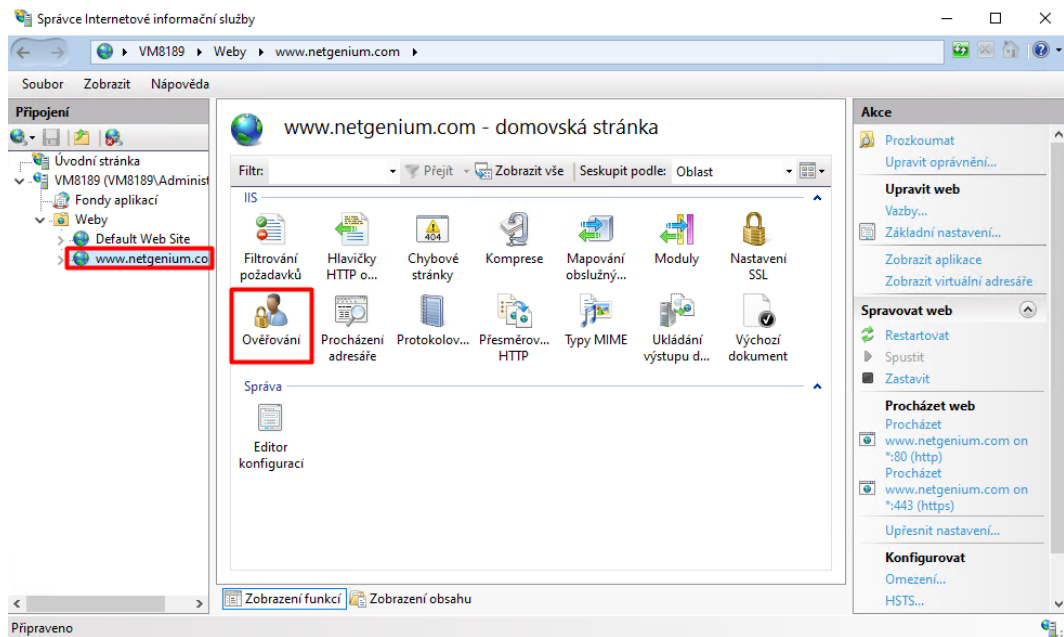 Správce Internetové informační služby
VM8189 Weby www.netgenium.com
Soubor Zobrazit Nápověda
Připojení
Úvodní stránka
VM8189 (VM8189\Administ
Fondy aplikací
Weby
Default Web Site
www.netgenium.co
www.netgenium.com - domovská stránka
Filtr: Přejít Zobrazit vše Seskupit podle: Oblast
IIS
Filtrování
požadavků
Hlavičky
HTTP o...
Chybové
stránky
Komprese
Mapování
obslužný...
Moduly
Nastavení
SSL
Ověřování
Procházení
adresáře
Protokolov...
Přesměrov...
HTTP
Typy MIME
Ukládání
výstupu d...
Výchozí
dokument
Správa
Editor
konfigurací
Zobrazení funkcí Zobrazení obsahu
Akce
Prozkoumat
Upravit oprávnění...
Upravit web
Vazby...
Základní nastavení...
Zobrazit aplikace
Zobrazit virtuální adresáře
Spravovat web
Restartovat
Spustit
Zastavit
Procházet web
Procházet
www.netgenium.com on
*:80 (http)
Procházet
www.netgenium.com on
*:443 (https)
Upřesnit nastavení...
Konfigurovat
Omezení...
HSTS...
Připraveno
404